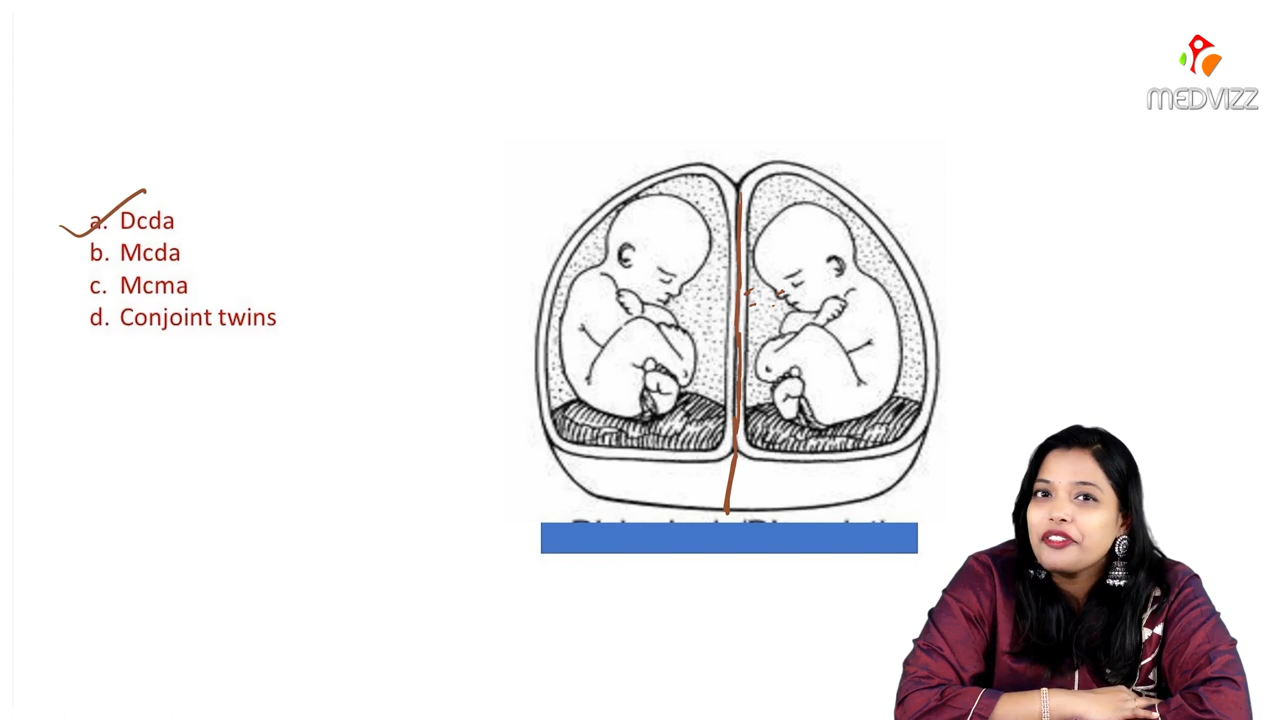 MEDVIZZ
a. Dcda
b. Mcda
c. Mcma
d. Conjoint twins